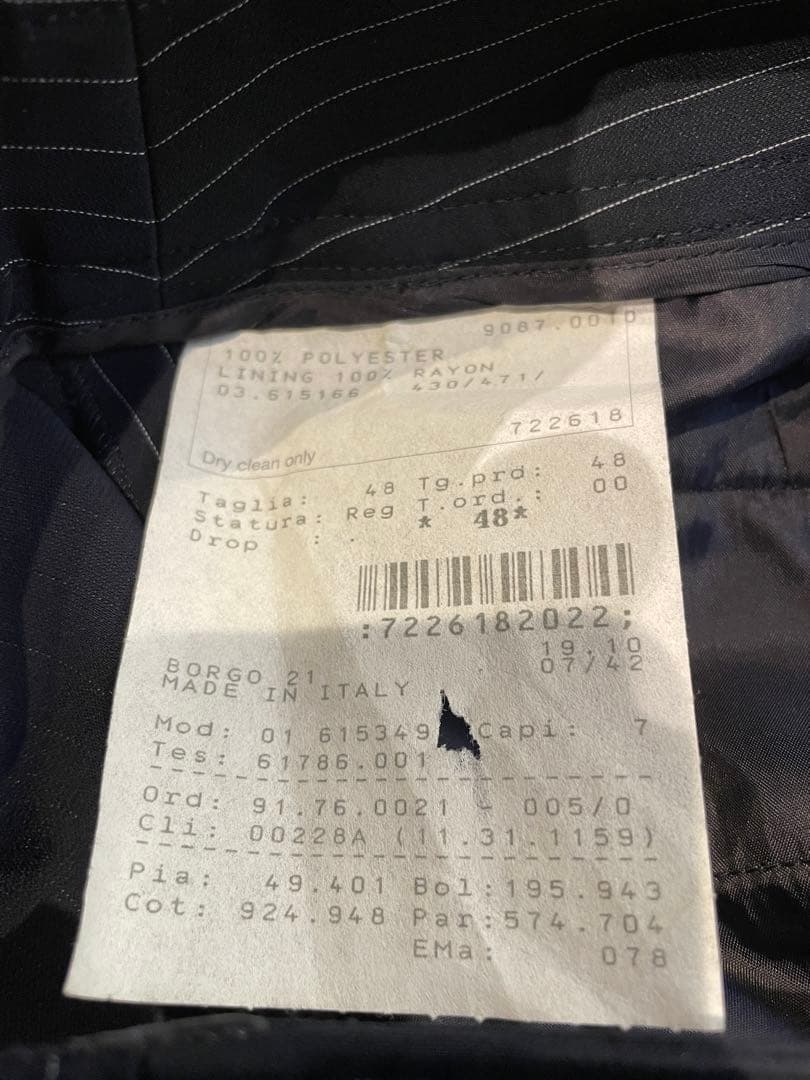 9087.0010
100% POLYESTER
LINING 100% RAYON
03.615166 430/471/
722618
Dry clean only
Taglia: 48 Tg.prd: 48
Statura: Reg T.ord.: 00
Drop : . * 48*
:7226182022;
19.10
07/42
BORGO 21
MADE IN ITALY
Mod: 01 615349 Capi: 7
Tes: 61786.001
Ord: 91.76.0021 - 005/0
Cli: 00228A (11.31.1159)
Pia: 49.401 Bol:195.943
Cot: 924.948 Par:574.704
EMa: 078